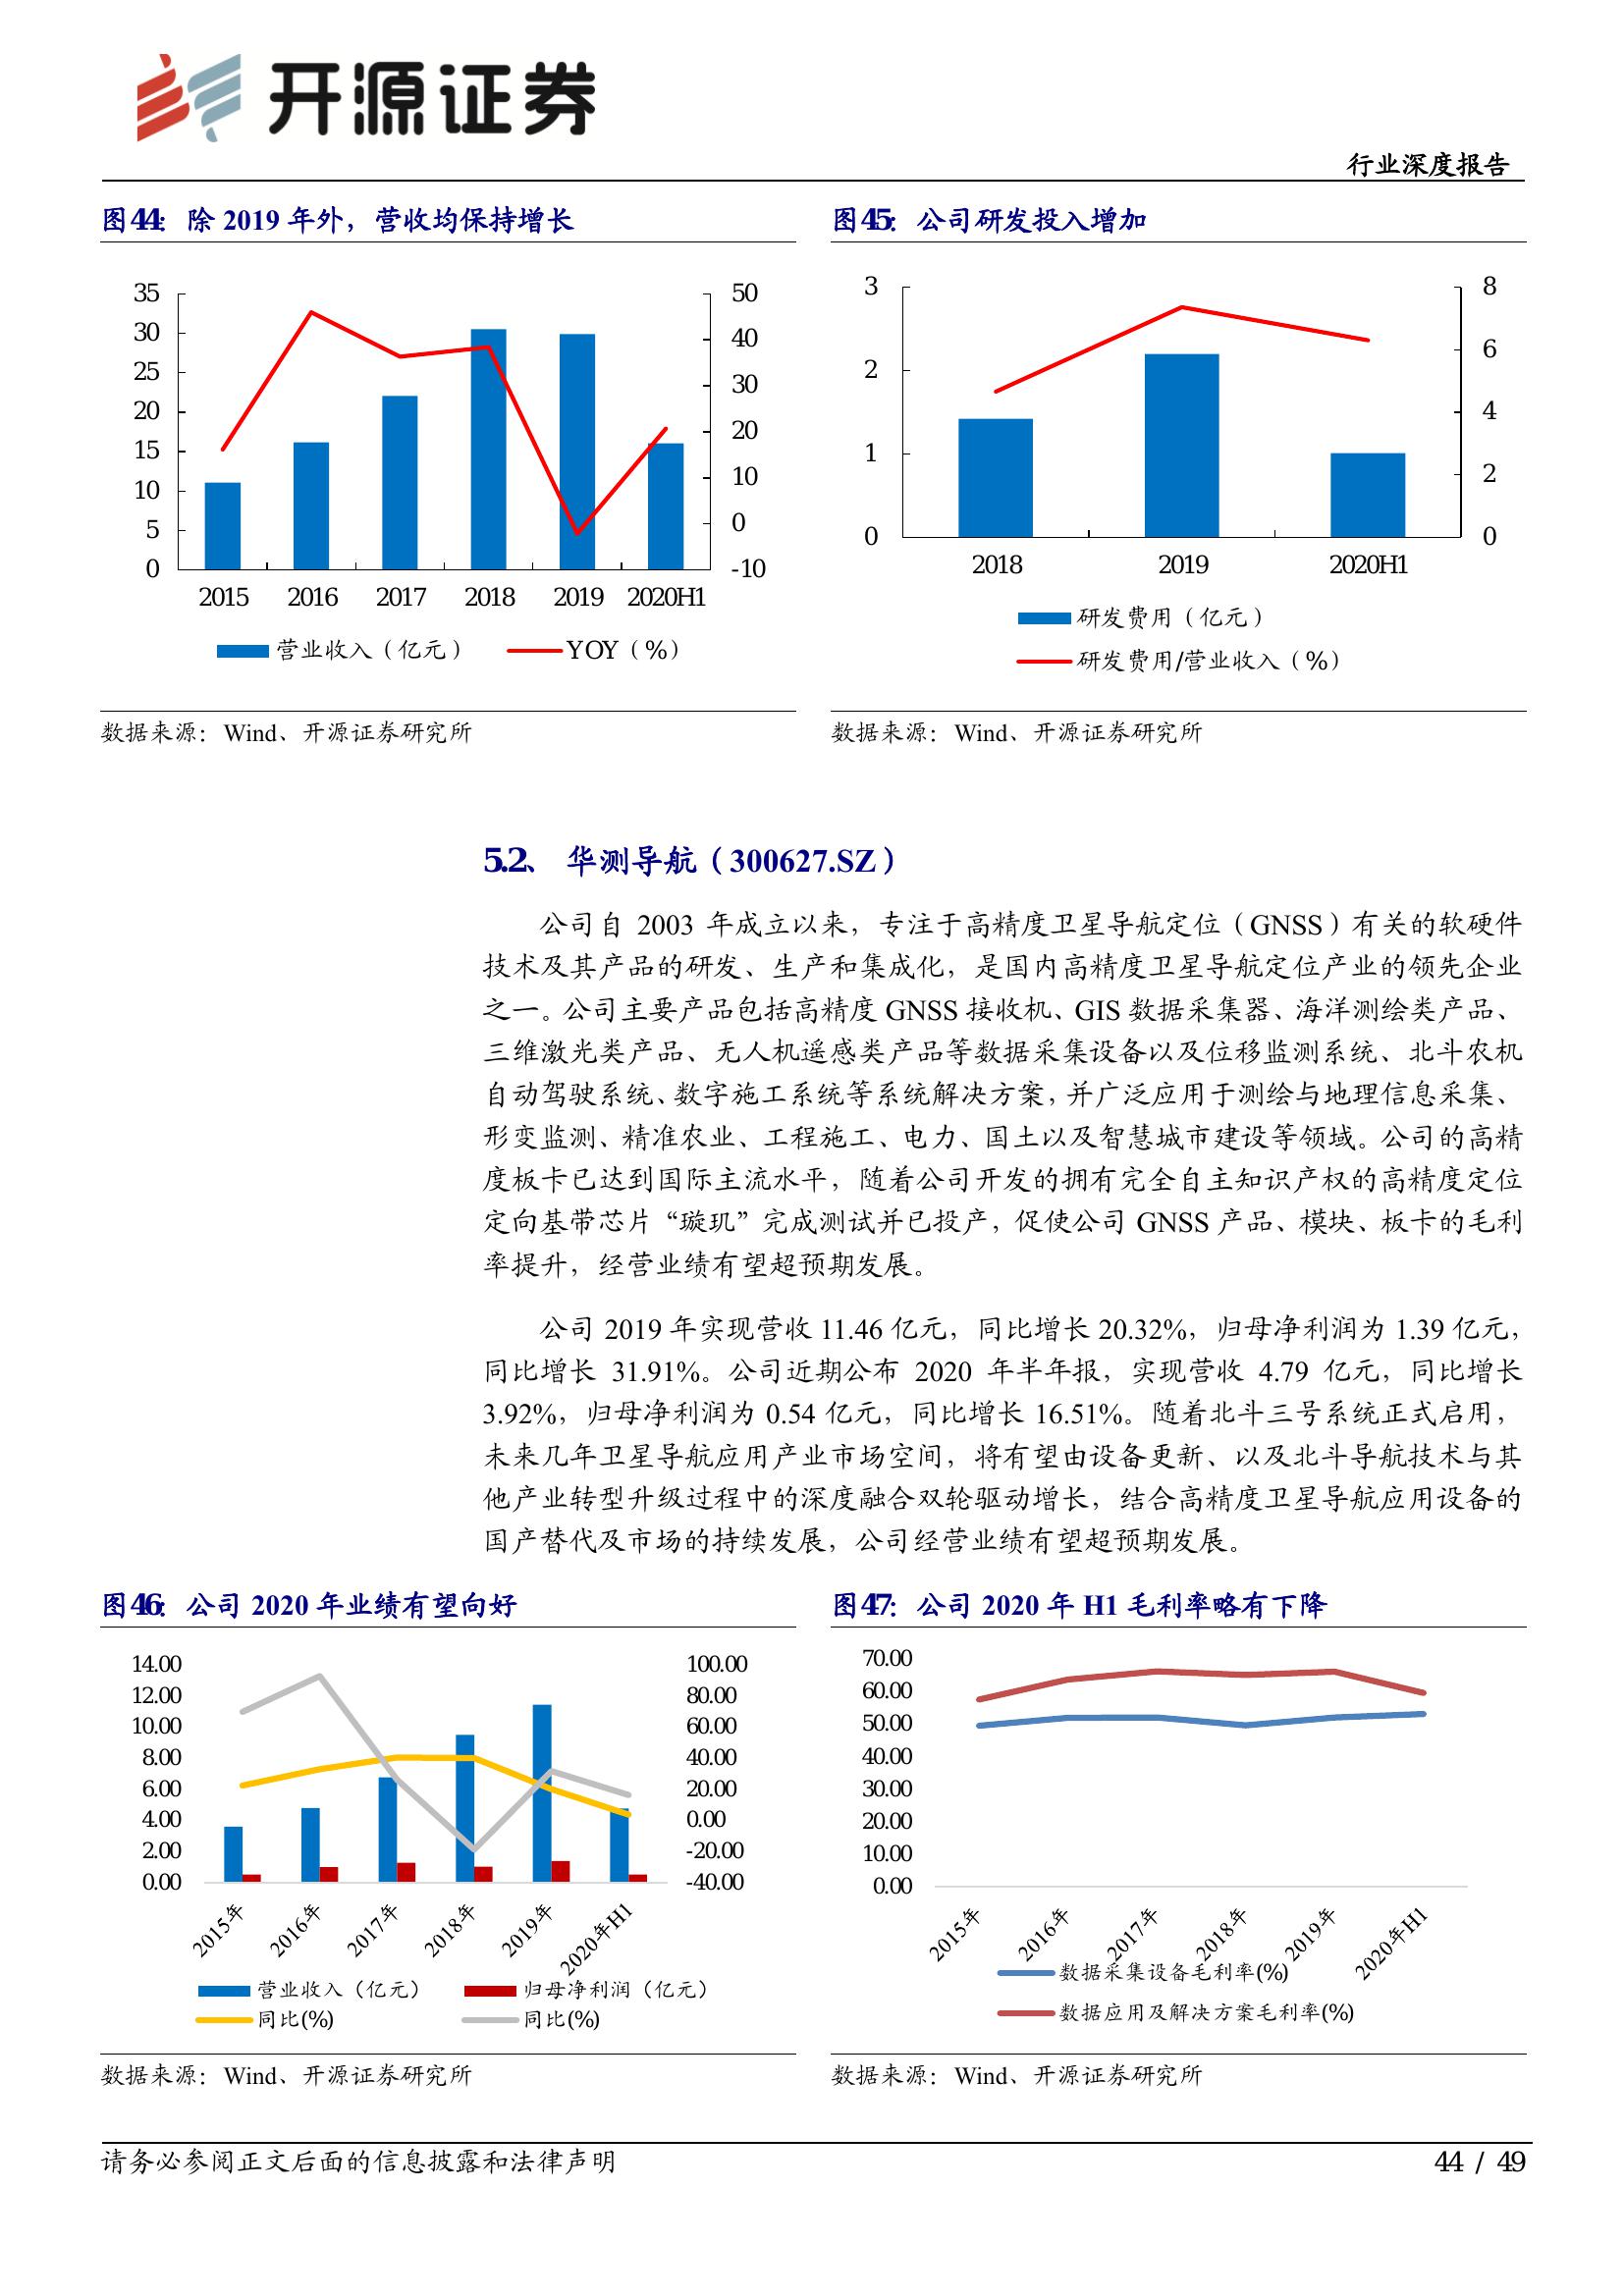 开源证券
行业深度报告
图44： 除 2019 年外，营收均保持增长
35
30
25
20
15
10
5
0
50
40
30
20
10
0
-10
2015 2016 2017 2018 2019 2020H1
营业收入（亿元） YOY（%）
数据来源：Wind、开源证券研究所
图45： 公司研发投入增加
3
2
1
0
8
6
4
2
0
2018 2019 2020H1
研发费用（亿元）
研发费用/营业收入（%）
数据来源：Wind、开源证券研究所
5.2、 华测导航（300627.SZ）
公司自 2003 年成立以来，专注于高精度卫星导航定位（GNSS）有关的软硬件
技术及其产品的研发、生产和集成化，是国内高精度卫星导航定位产业的领先企业
之一。公司主要产品包括高精度 GNSS 接收机、GIS 数据采集器、海洋测绘类产品、
三维激光类产品、无人机遥感类产品等数据采集设备以及位移监测系统、北斗农机
自动驾驶系统、数字施工系统等系统解决方案，并广泛应用于测绘与地理信息采集、
形变监测、精准农业、工程施工、电力、国土以及智慧城市建设等领域。公司的高精
度板卡已达到国际主流水平，随着公司开发的拥有完全自主知识产权的高精度定位
定向基带芯片“璇玑”完成测试并已投产，促使公司 GNSS 产品、模块、板卡的毛利
率提升，经营业绩有望超预期发展。
公司 2019 年实现营收 11.46 亿元，同比增长 20.32%，归母净利润为 1.39 亿元，
同比增长 31.91%。公司近期公布 2020 年半年报，实现营收 4.79 亿元，同比增长
3.92%，归母净利润为 0.54 亿元，同比增长 16.51%。随着北斗三号系统正式启用，
未来几年卫星导航应用产业市场空间，将有望由设备更新、以及北斗导航技术与其
他产业转型升级过程中的深度融合双轮驱动增长，结合高精度卫星导航应用设备的
国产替代及市场的持续发展，公司经营业绩有望超预期发展。
图46： 公司 2020 年业绩有望向好
14.00
12.00
10.00
8.00
6.00
4.00
2.00
0.00
100.00
80.00
60.00
40.00
20.00
0.00
-20.00
-40.00
2015年 2016年 2017年 2018年 2019年 2020年H1
营业收入（亿元） 归母净利润（亿元）
同比(%) 同比(%)
数据来源：Wind、开源证券研究所
图47： 公司 2020 年 H1 毛利率略有下降
70.00
60.00
50.00
40.00
30.00
20.00
10.00
0.00
2015年 2016年 2017年 2018年 2019年 2020年H1
数据采集设备毛利率(%)
数据应用及解决方案毛利率(%)
数据来源：Wind、开源证券研究所
请务必参阅正文后面的信息披露和法律声明
44 / 49